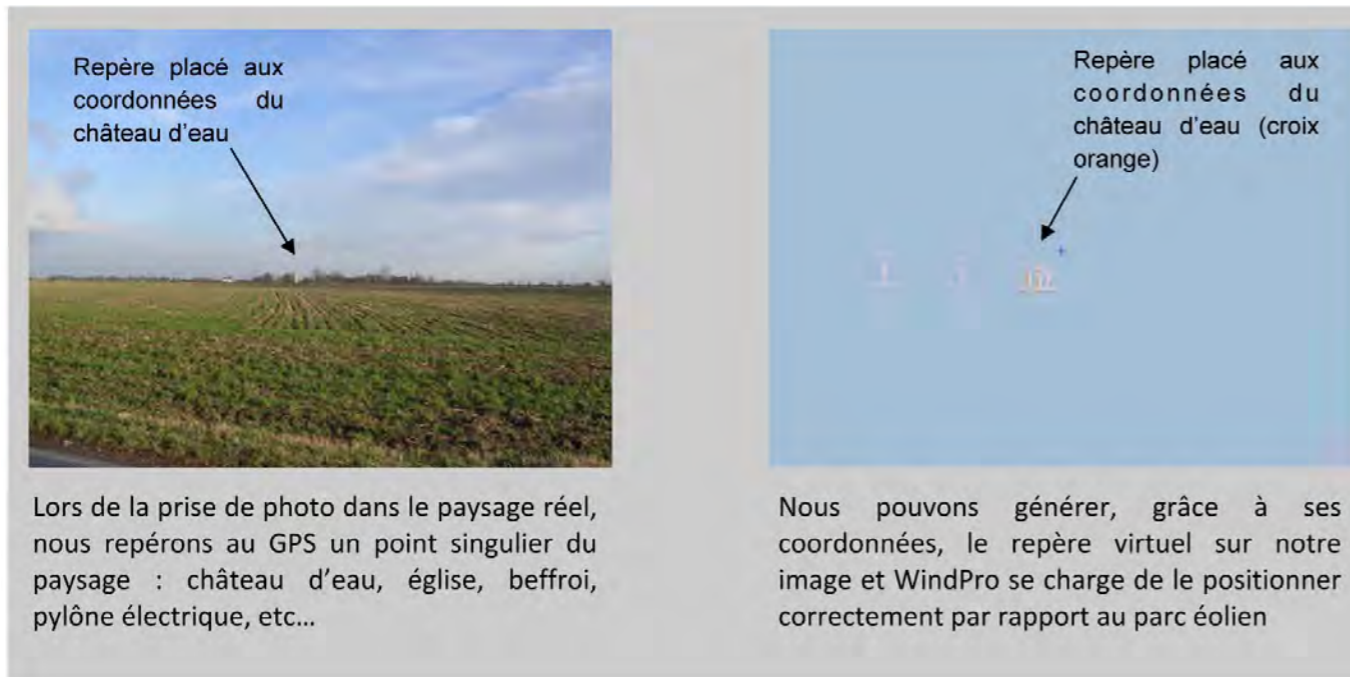 Repère placé aux
coordonnées du
château d'eau
Repère placé aux
coordonnées du
château d'eau (croix
orange)
Lors de la prise de photo dans le paysage réel,
nous repérons au GPS un point singulier du
paysage : château d'eau, église, beffroi,
pylône électrique, etc…
Nous pouvons générer, grâce à ses
coordonnées, le repère virtuel sur notre
image et WindPro se charge de le positionner
correctement par rapport au parc éolien